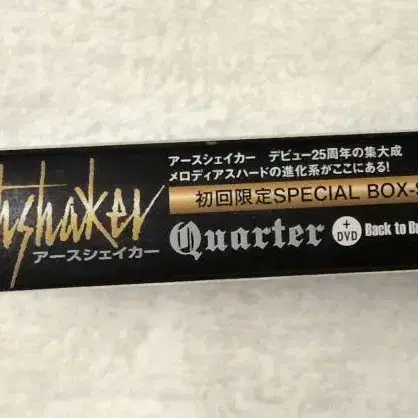 thshaker
アースシェイカー
アースシェイカー デビュー25周年の集大成
メロディアスハードの進化系がここにある!
初回限定SPECIAL BOX-S
Quarter + DVD Back to Bu